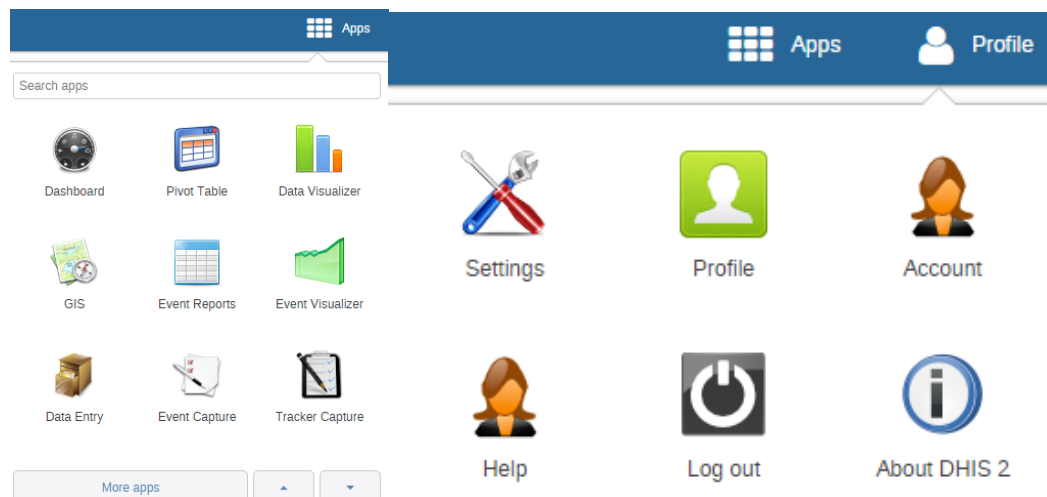 Apps
Search apps
Dashboard Pivot Table Data Visualizer
GIS Event Reports Event Visualizer
Data Entry Event Capture Tracker Capture
More apps
Apps Profile
Settings Profile Account
Help Log out About DHIS 2